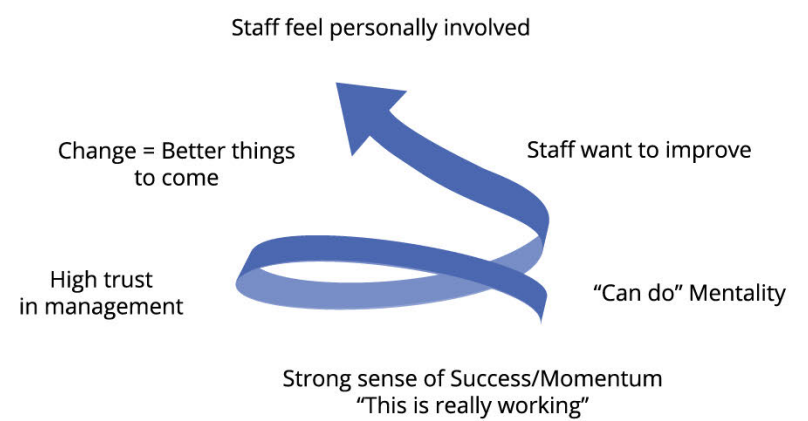 Staff feel personally involved
Change = Better things
to come
Staff want to improve
High trust
in management
“Can do” Mentality
Strong sense of Success/Momentum
“This is really working”